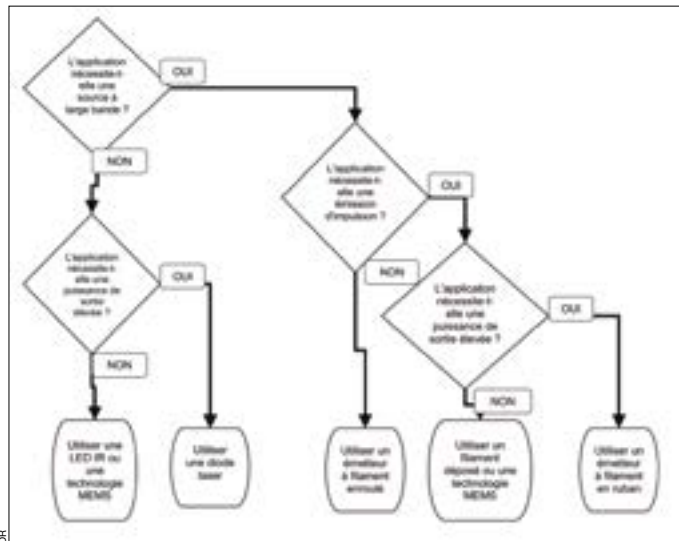 L'application
nécessite-t-
elle une
source à
large bande ?
OUI
NON
L'application
nécessite-t-
elle une
émission
d'impulsion ?
OUI
NON
L'application
nécessite-t-
elle une
puissance de
sortie élevée ?
OUI
NON
L'application
nécessite-t-
elle une
puissance de
sortie élevée ?
OUI
NON
Utiliser une
LED IR ou
une
technologie
MEMS
Utiliser
une diode
laser
Utiliser un
émetteur
à filament
enroulé
Utiliser un
filament
déposé ou une
technologie
MEMS
Utiliser un
émetteur
à filament
en ruban